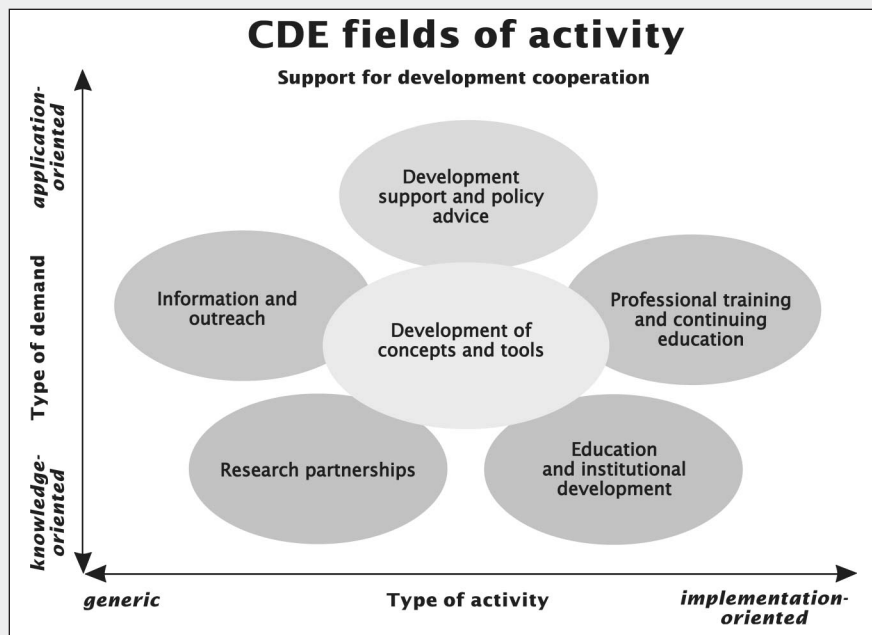 CDE fields of activity
Support for development cooperation
application-
oriented
Development
support and policy
advice
Information and
outreach
Professional training
and continuing
education
Development of
concepts and tools
Type of demand
Research partnerships
Education
and institutional
development
knowledge-
oriented
generic
Type of activity
implementation-
oriented